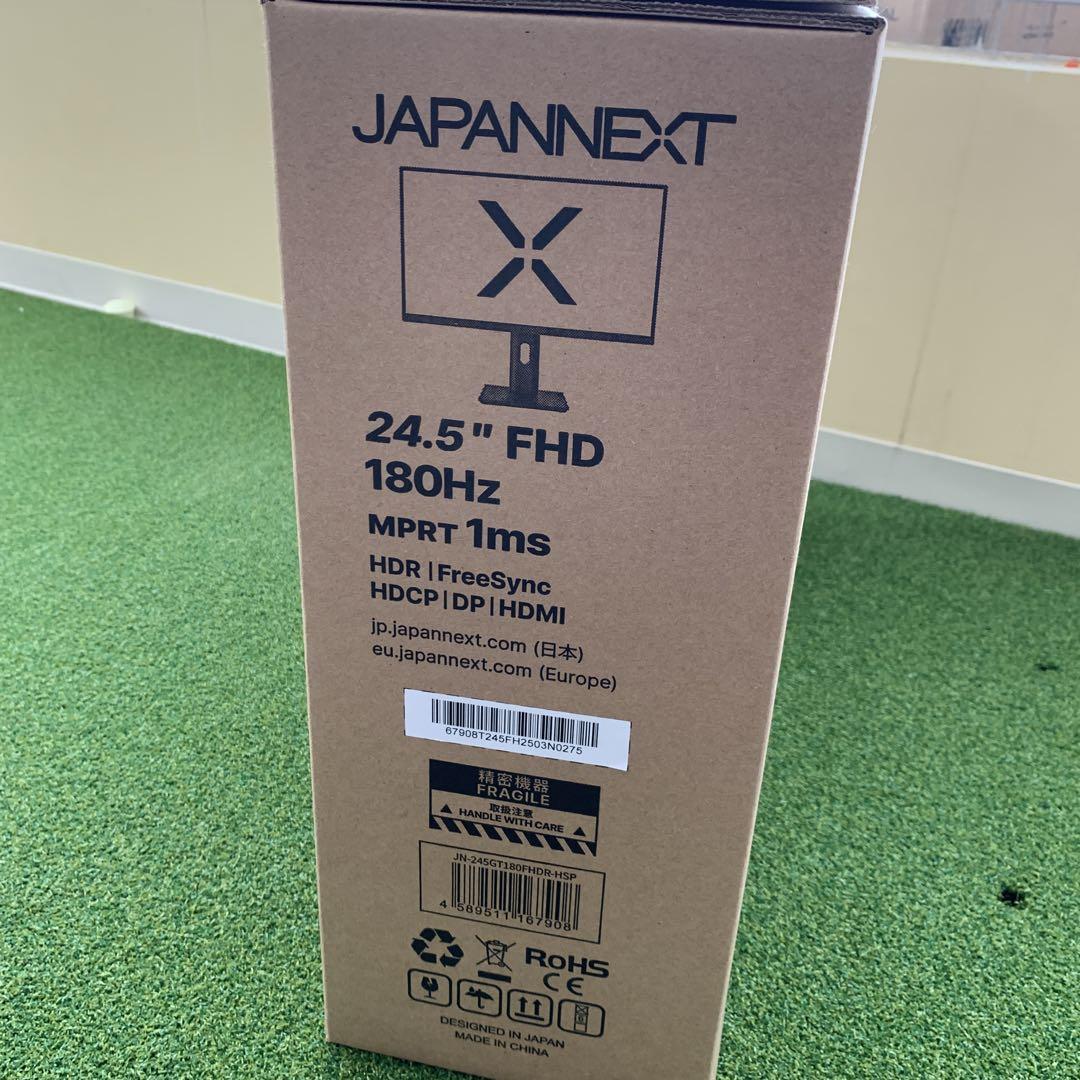 JAPANNEXT
24.5" FHD
180Hz
MPRT 1ms
HDR | FreeSync
HDCP | DP | HDMI
jp.japannext.com (日本)
eu.japannext.com (Europe)
67908T245FH2503N0275
精密機器
FRAGILE
取扱注意
HANDLE WITH CARE
JN-245GT180FHDR-HSP
4 589511 167908
RoHS
CE
DESIGNED IN JAPAN
MADE IN CHINA